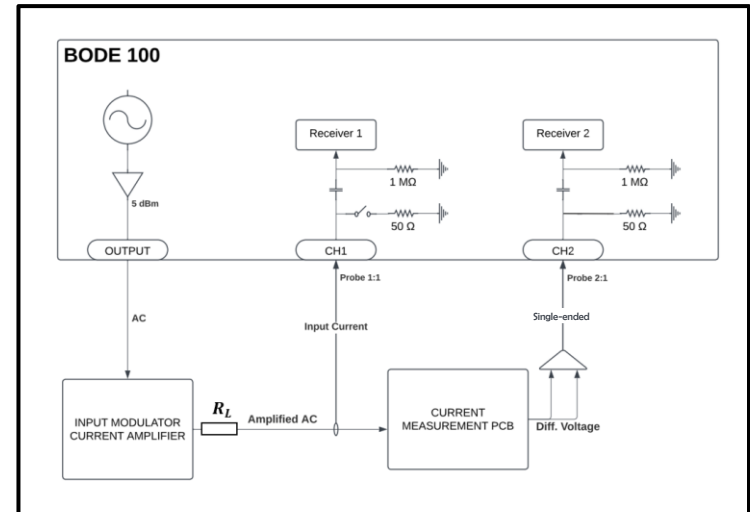 BODE 100
Receiver 1
Receiver 2
1 MΩ
1 MΩ
5 dBm
50 Ω
50 Ω
OUTPUT
CH1
CH2
Probe 1:1
Probe 2:1
AC
Input Current
Single-ended
INPUT MODULATOR
CURRENT AMPLIFIER
R_L
Amplified AC
CURRENT
MEASUREMENT PCB
Diff. Voltage